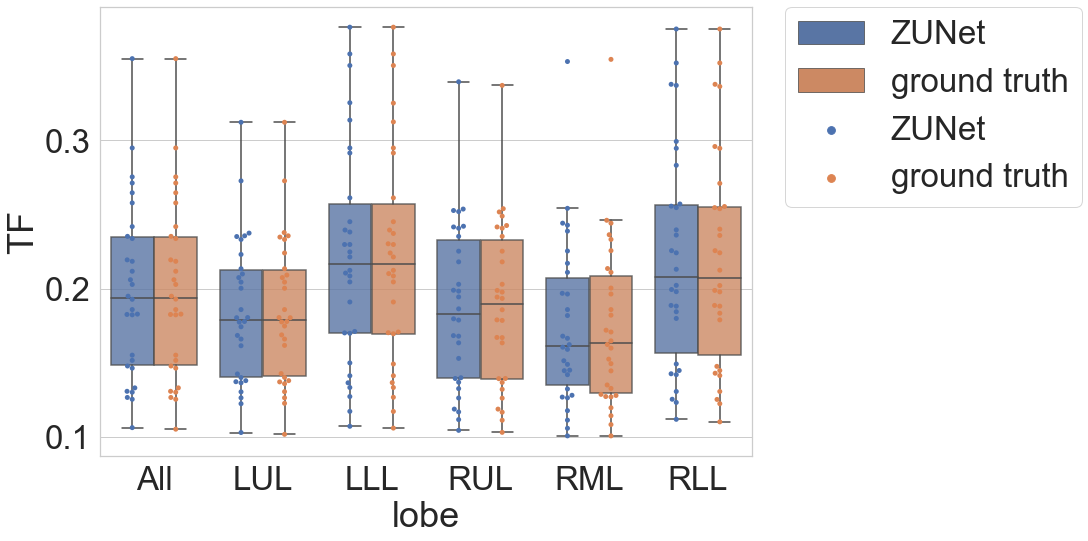 TF
0.3
0.2
0.1
All LUL LLL RUL RML RLL
lobe
ZUNet
ground truth
ZUNet
ground truth